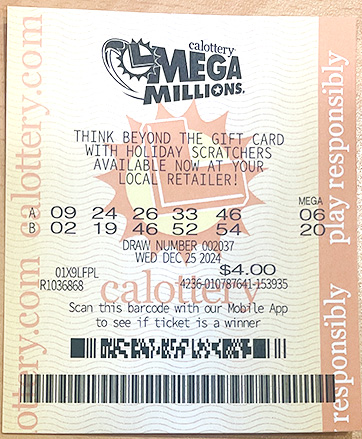 calottery
MEGA
MILLIONS
THINK BEYOND THE GIFT CARD
WITH HOLIDAY SCRATCHERS
AVAILABLE NOW AT YOUR
LOCAL RETAILER!
MEGA
A 09 24 26 33 46 06
B 02 19 46 52 54 20
DRAW NUMBER 002037
WED DEC 25 2024
01X9LFPL $4.00
R1036868 4236-010787641-153935
calottery
Scan this barcode with our Mobile App
to see if ticket is a winner
calottery.com calottery.com
play responsibly
responsibly